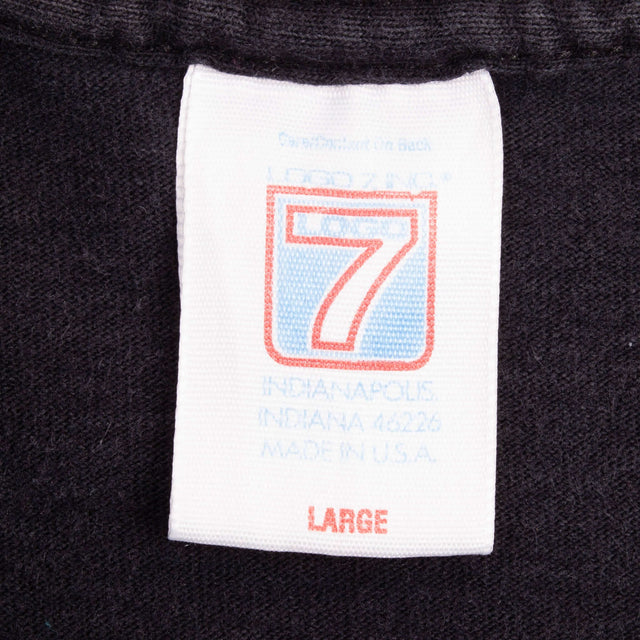 Care/Content On Back
LOGO 7, INC.®
LOGO
7
INDIANAPOLIS,
INDIANA 46226
MADE IN U.S.A.
LARGE